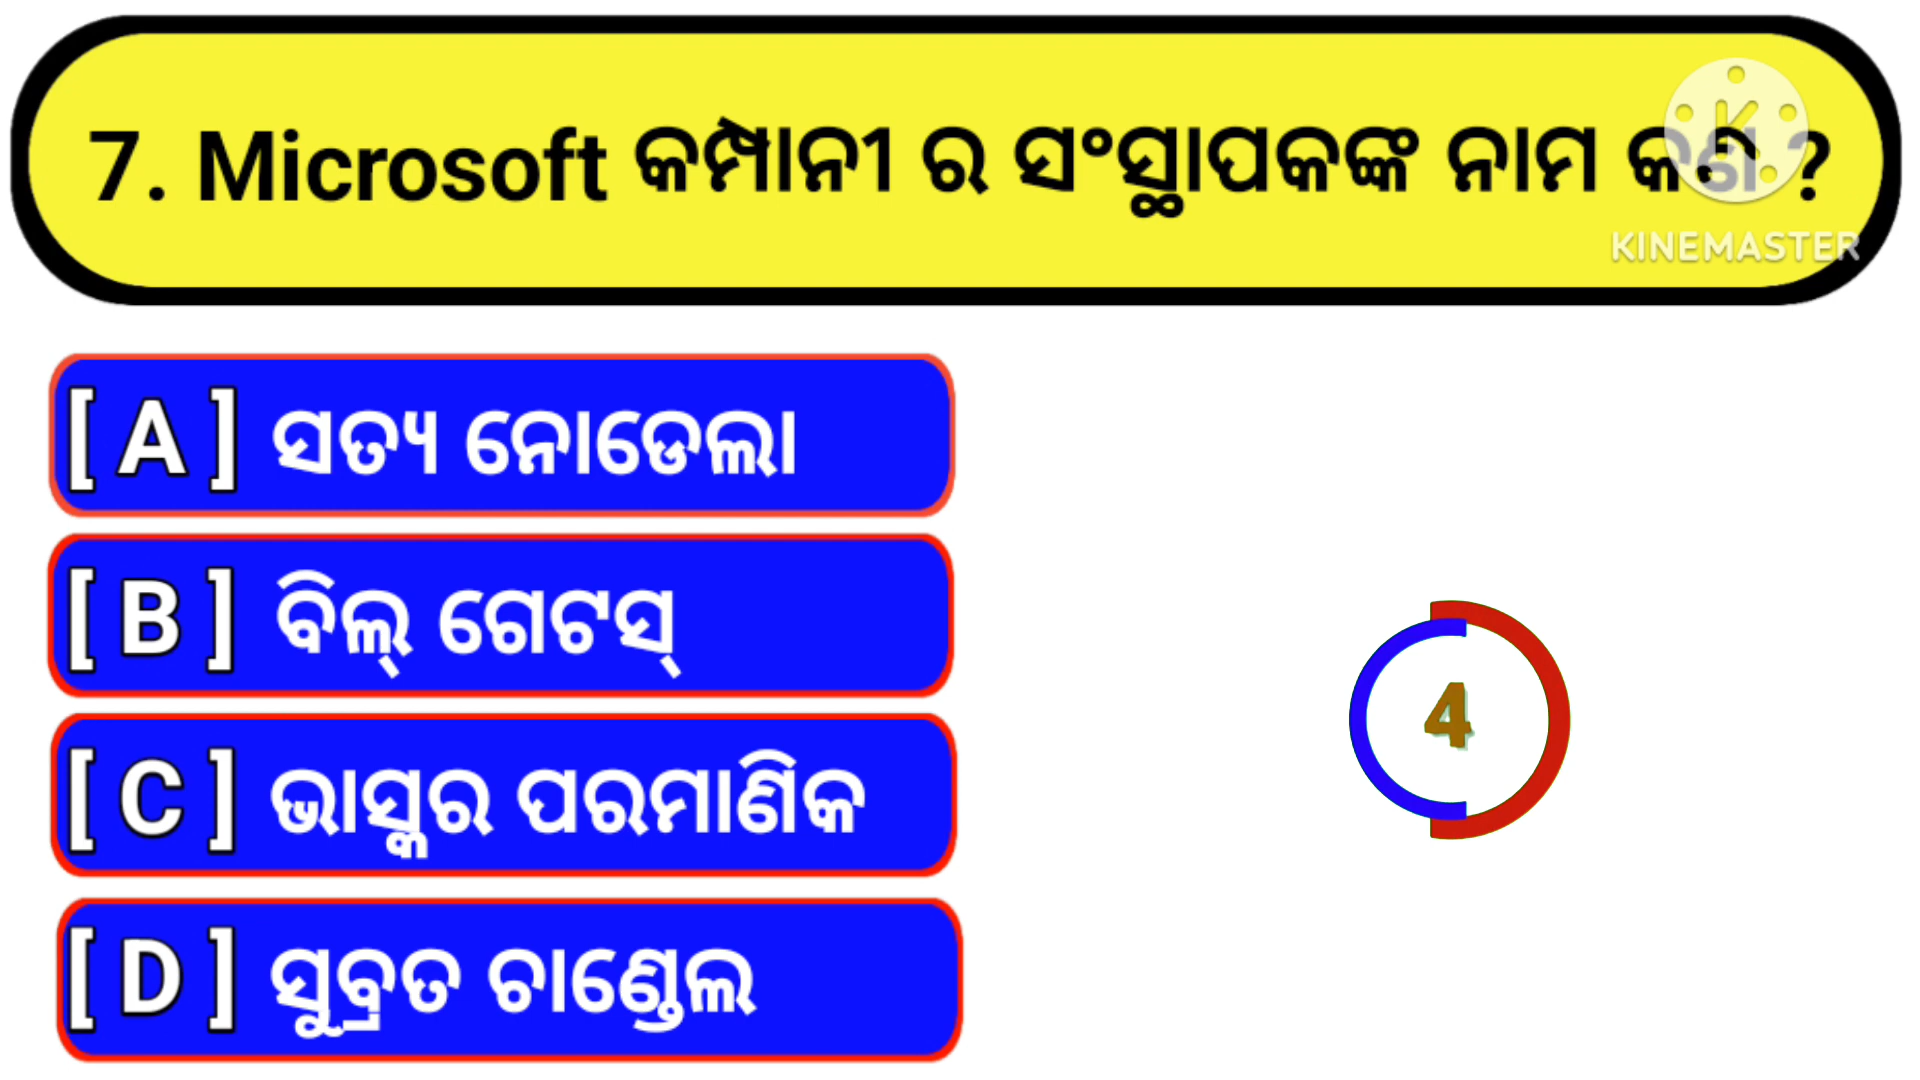 7. Microsoft କମ୍ପାନୀ ର ସଂସ୍ଥାପକଙ୍କ ନାମ କଣ ?
KINEMASTER
[ A ] ସତ୍ୟ ନୋଡେଲା
[ B ] ବିଲ୍ ଗେଟସ୍
[ C ] ଭାସ୍କର ପରମାଣିକ
[ D ] ସୁବ୍ରତ ଚାଣ୍ଡେଲ
4